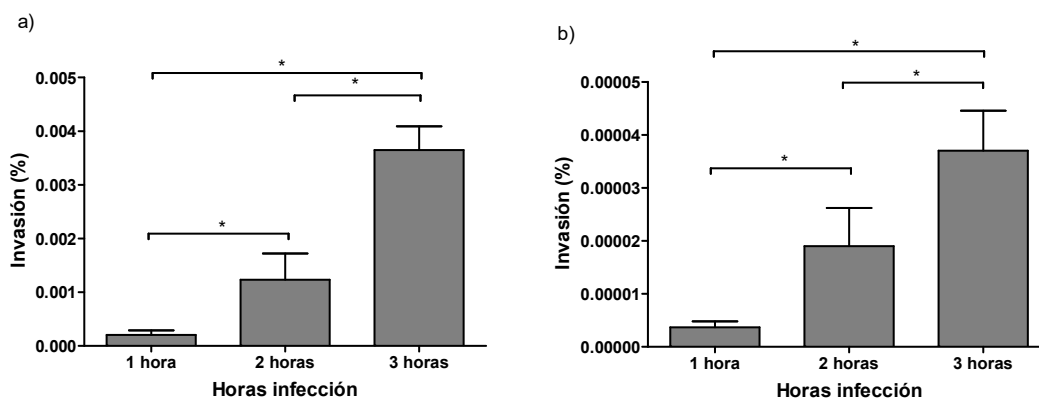 a)
*
*
*
0.005
0.004
0.003
0.002
0.001
0.000
Invasión (%)
1 hora 2 horas 3 horas
Horas infección
b)
*
*
*
0.00005
0.00004
0.00003
0.00002
0.00001
0.00000
Invasión (%)
1 hora 2 horas 3 horas
Horas infección